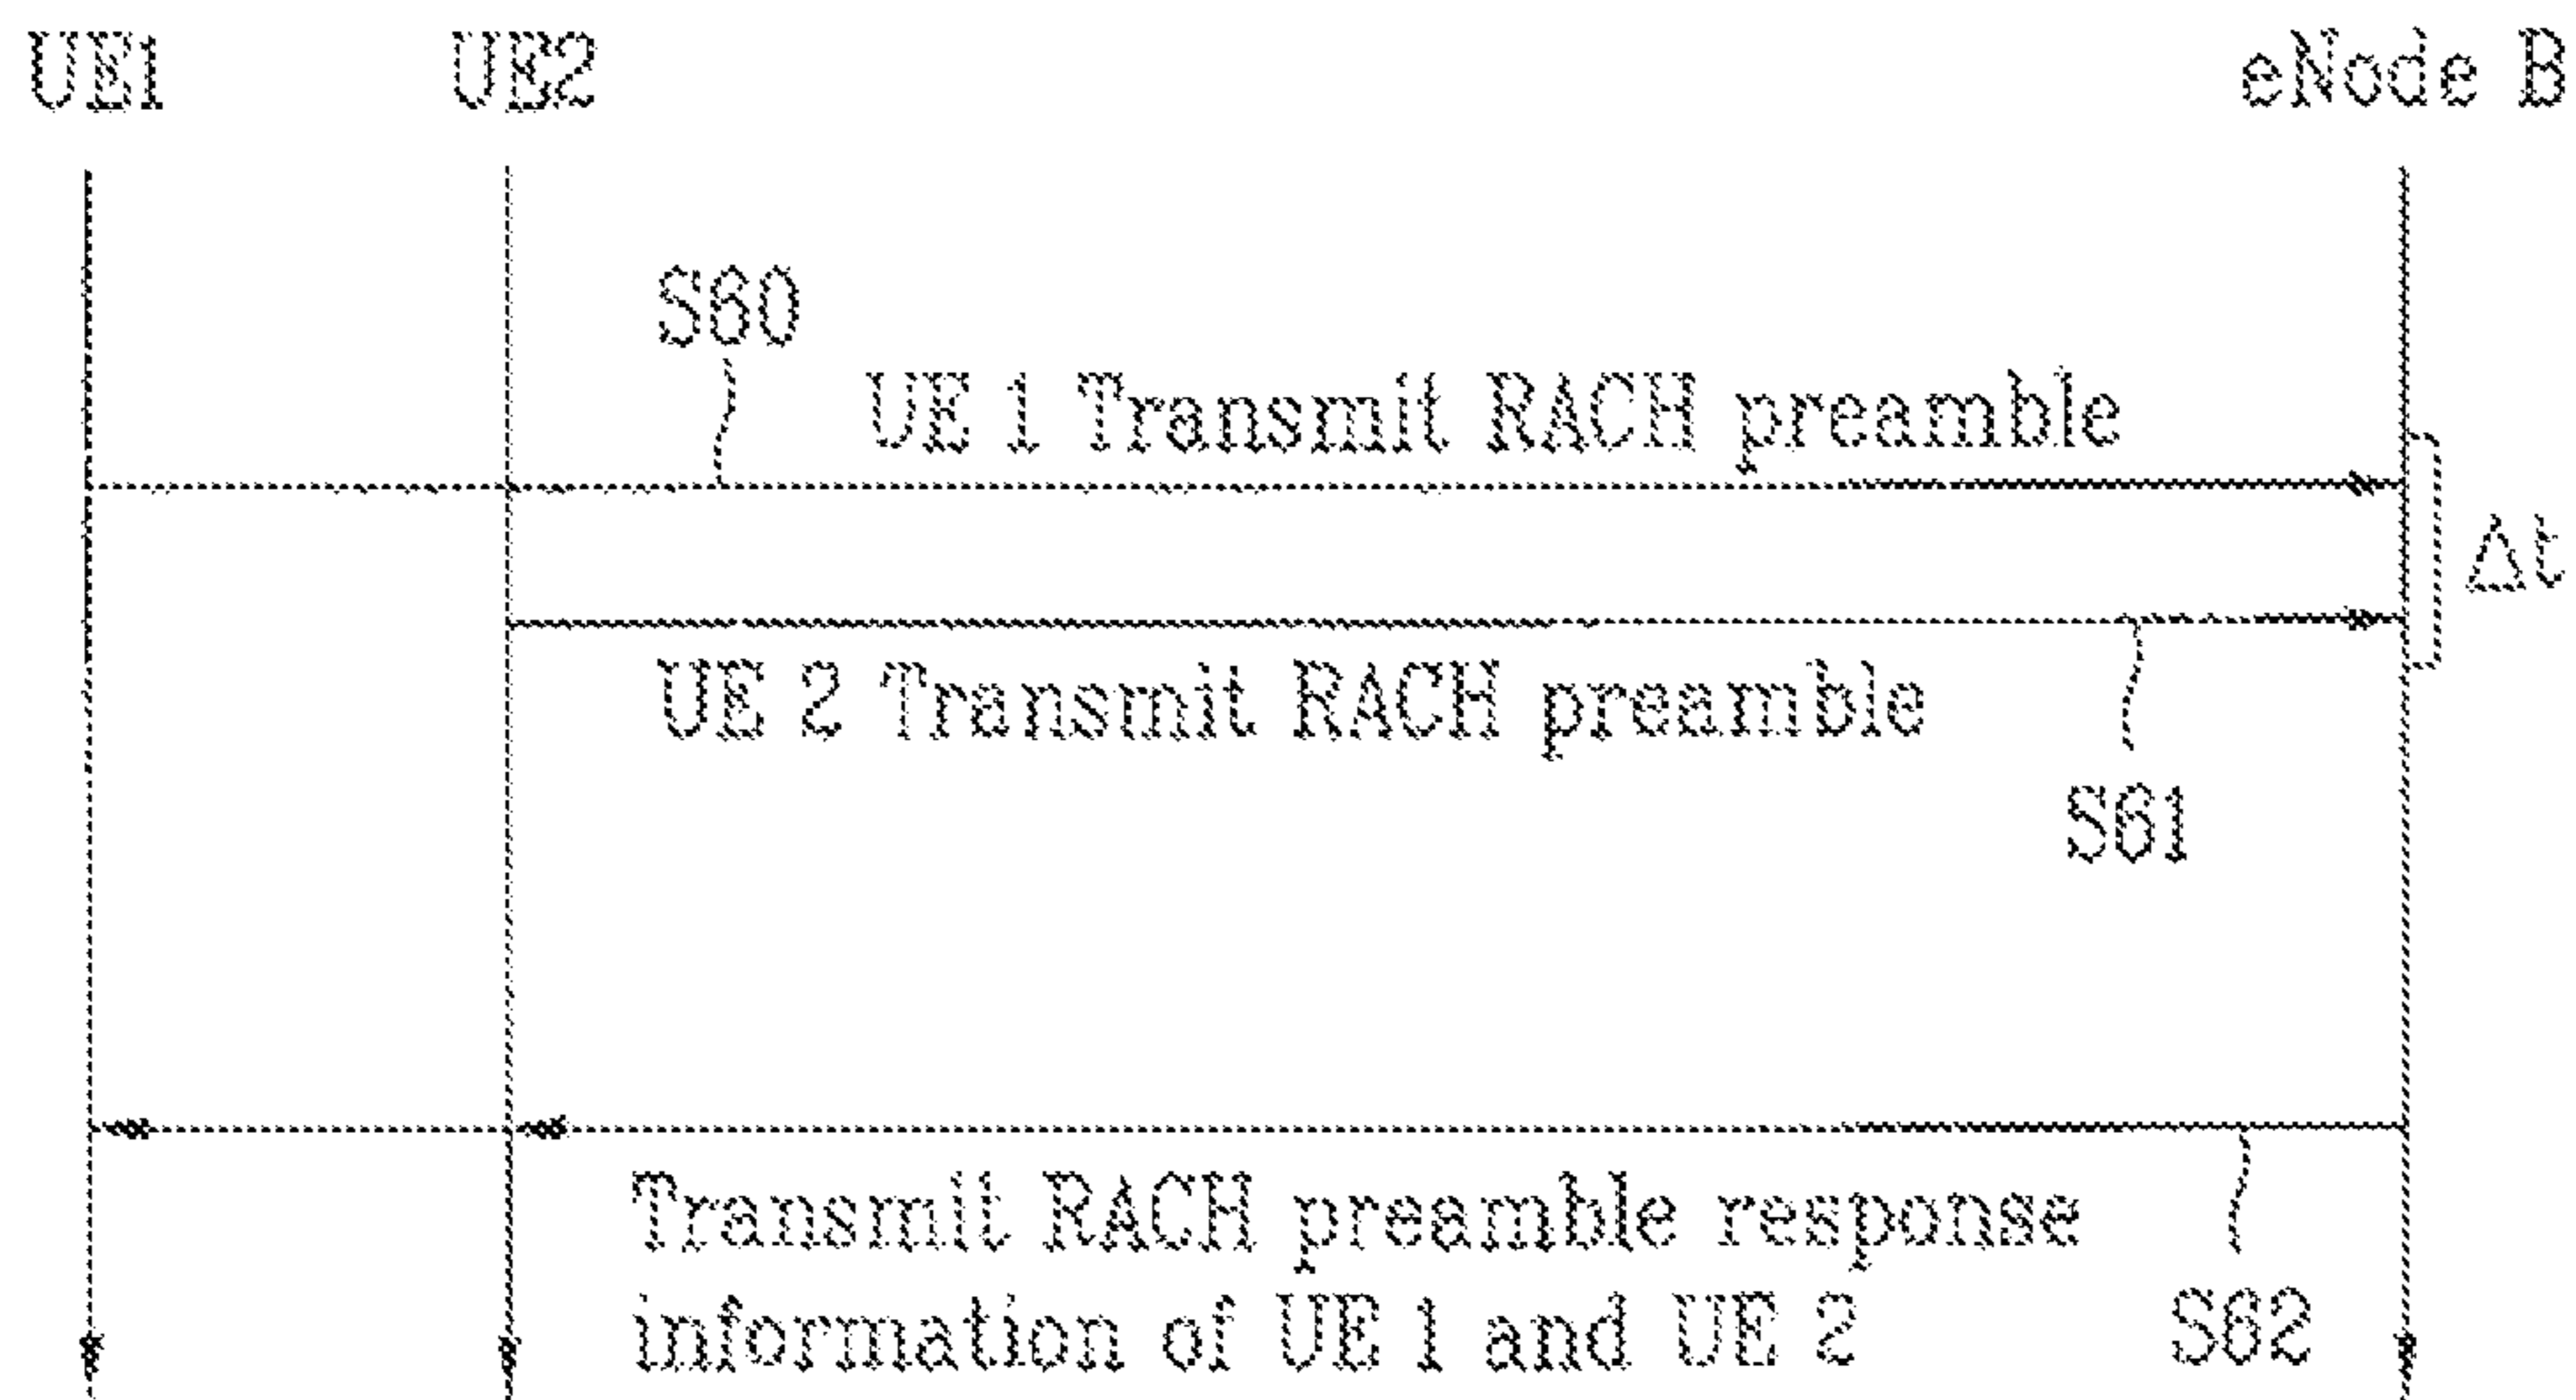 UE1
UE2
eNode B
S60
UE 1 Transmit RACH preamble
Δt
UE 2 Transmit RACH preamble
S61
Transmit RACH preamble response
information of UE 1 and UE 2
S62